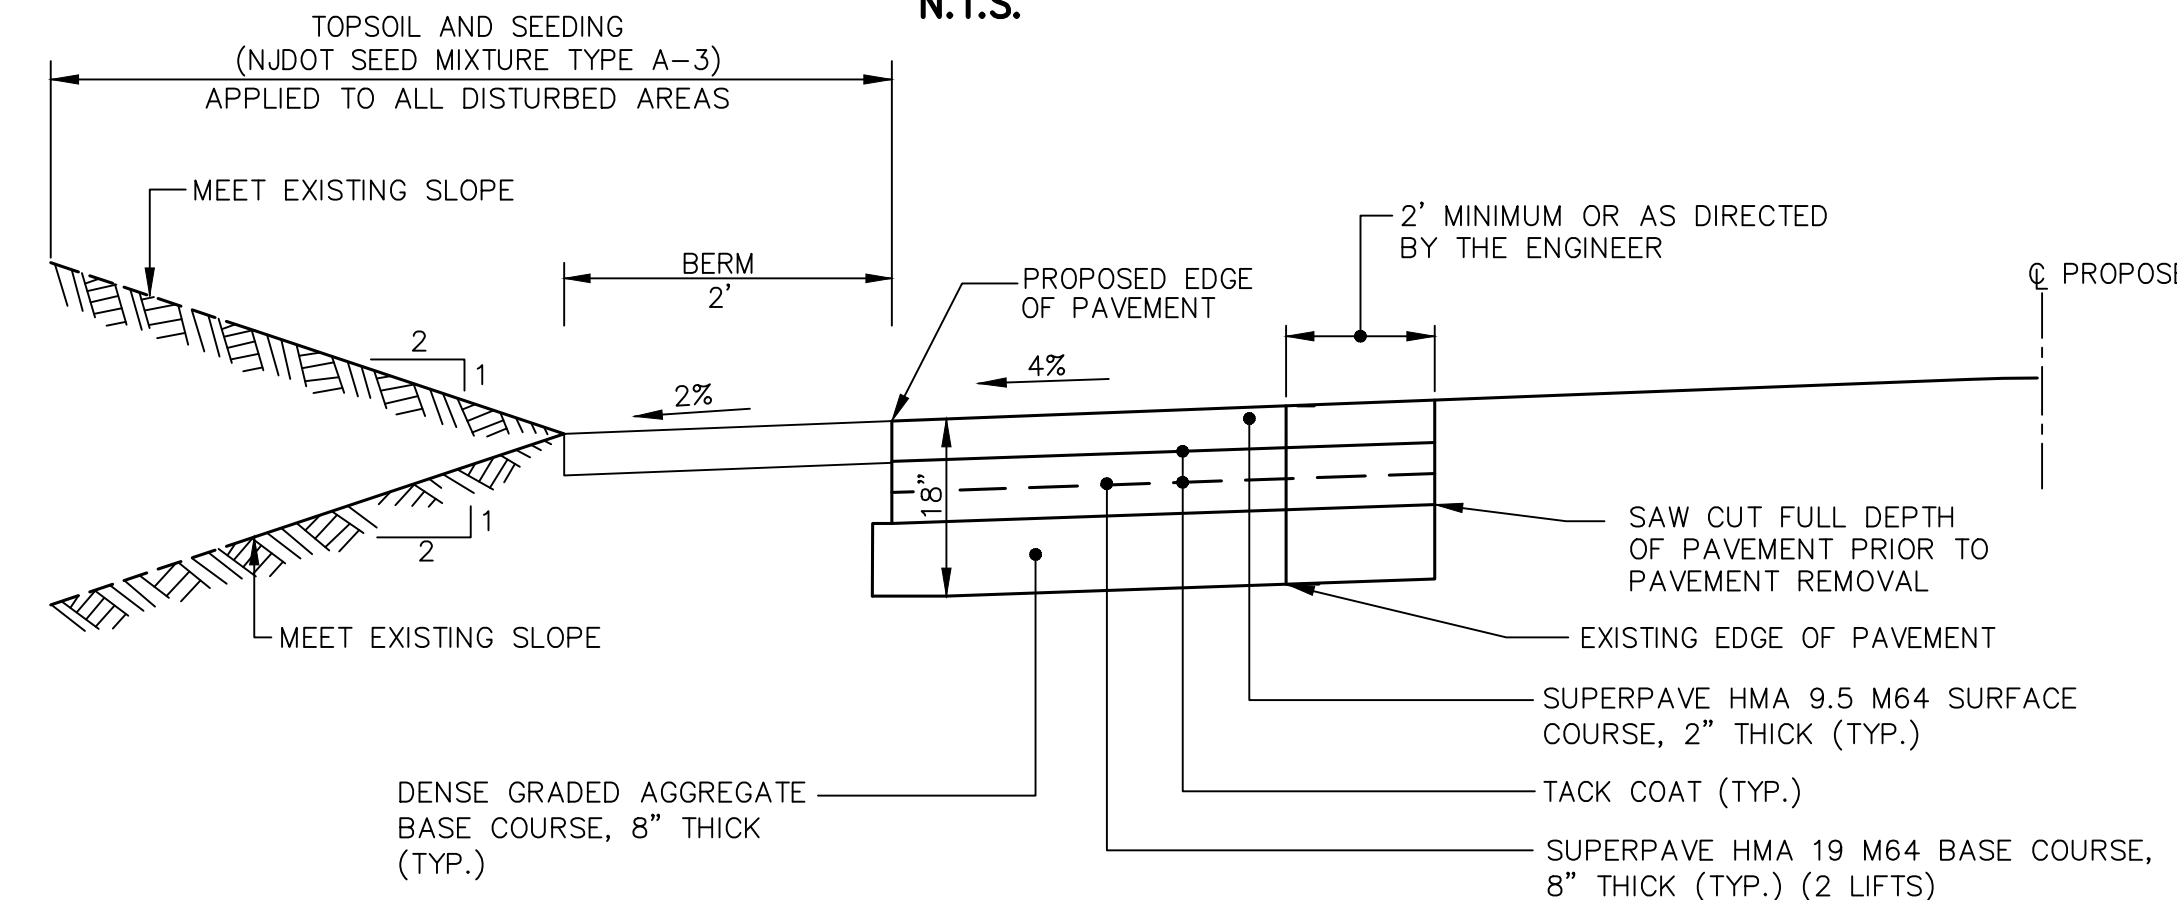 N.T.S.
TOPSOIL AND SEEDING
(NJDOT SEED MIXTURE TYPE A-3)
APPLIED TO ALL DISTURBED AREAS
MEET EXISTING SLOPE
2' MINIMUM OR AS DIRECTED
BY THE ENGINEER
BERM
2'
PROPOSED EDGE
OF PAVEMENT
℄ PROPOSE
2
1
2%
4%
18"
1
2
SAW CUT FULL DEPTH
OF PAVEMENT PRIOR TO
PAVEMENT REMOVAL
MEET EXISTING SLOPE
EXISTING EDGE OF PAVEMENT
SUPERPAVE HMA 9.5 M64 SURFACE
COURSE, 2" THICK (TYP.)
DENSE GRADED AGGREGATE
BASE COURSE, 8" THICK
(TYP.)
TACK COAT (TYP.)
SUPERPAVE HMA 19 M64 BASE COURSE,
8" THICK (TYP.) (2 LIFTS)